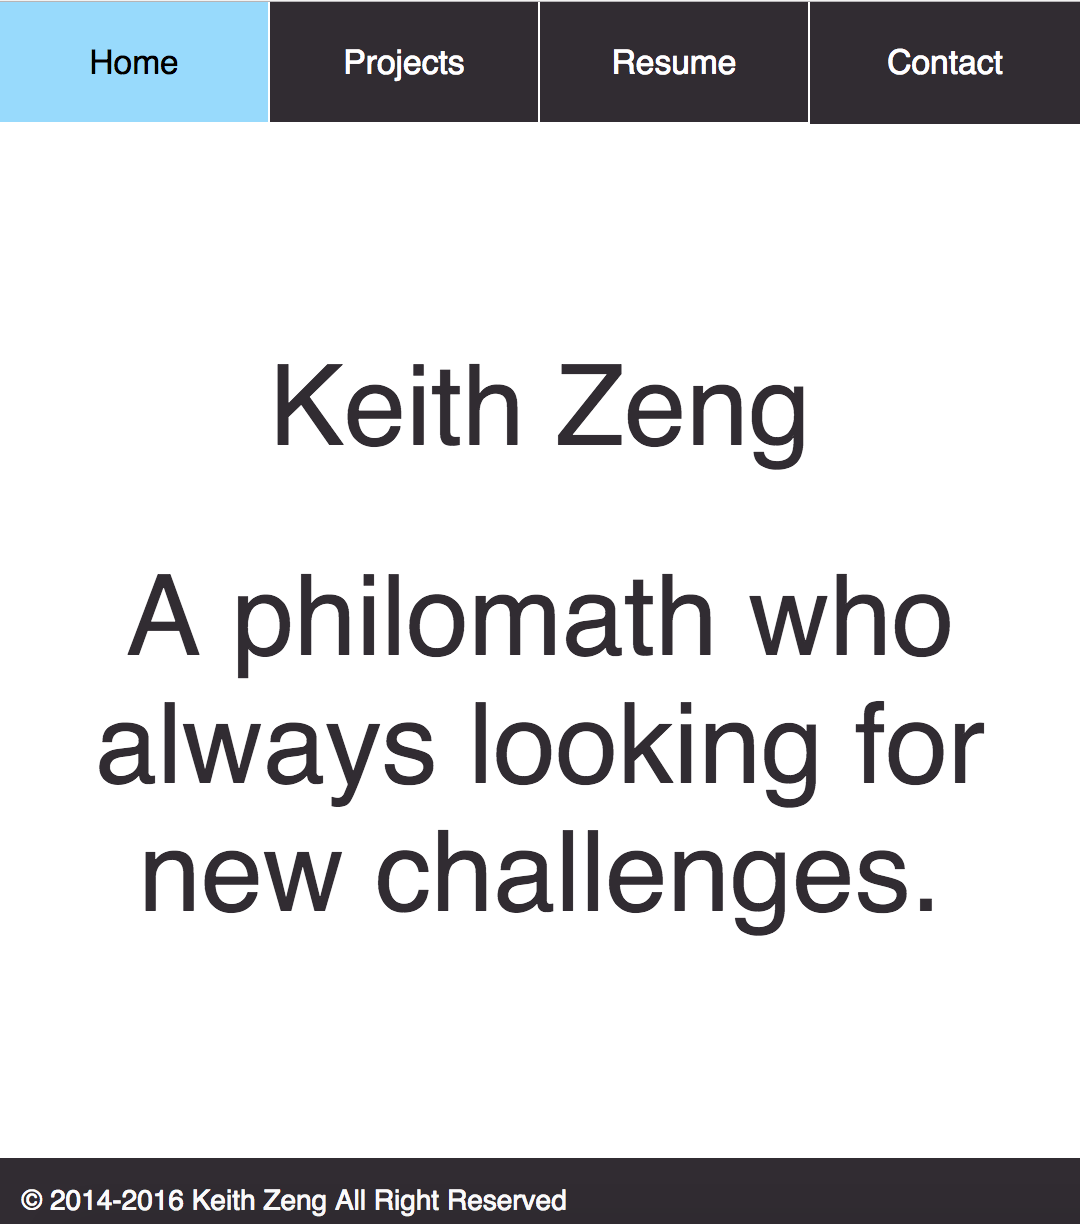 Home Projects Resume Contact
Keith Zeng
A philomath who
always looking for
new challenges.
© 2014-2016 Keith Zeng All Right Reserved